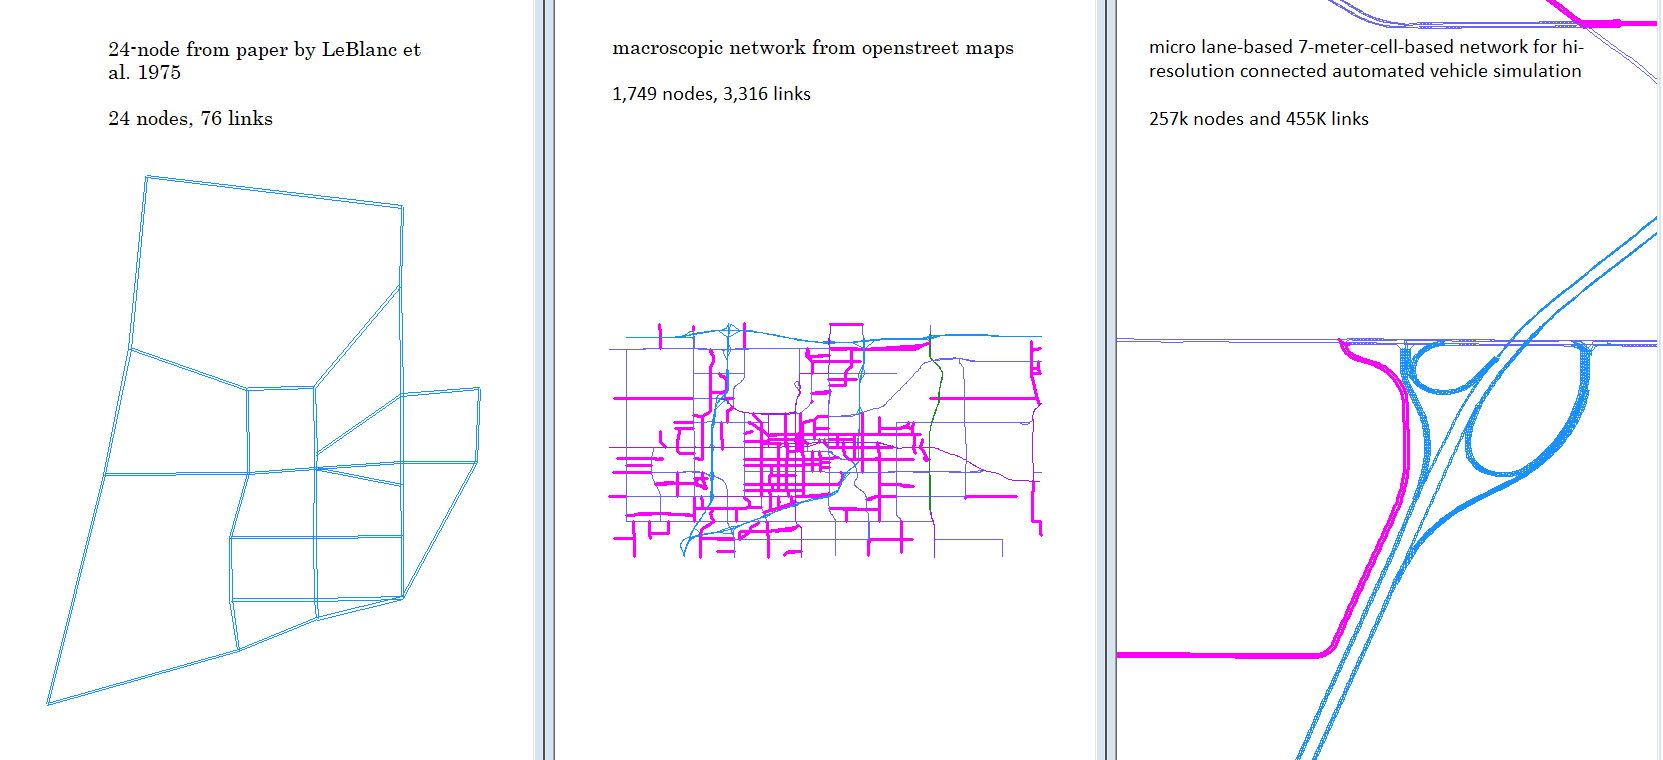 24-node from paper by LeBlanc et
al. 1975
24 nodes, 76 links
macroscopic network from openstreet maps
1,749 nodes, 3,316 links
micro lane-based 7-meter-cell-based network for hi-
resolution connected automated vehicle simulation
257k nodes and 455K links